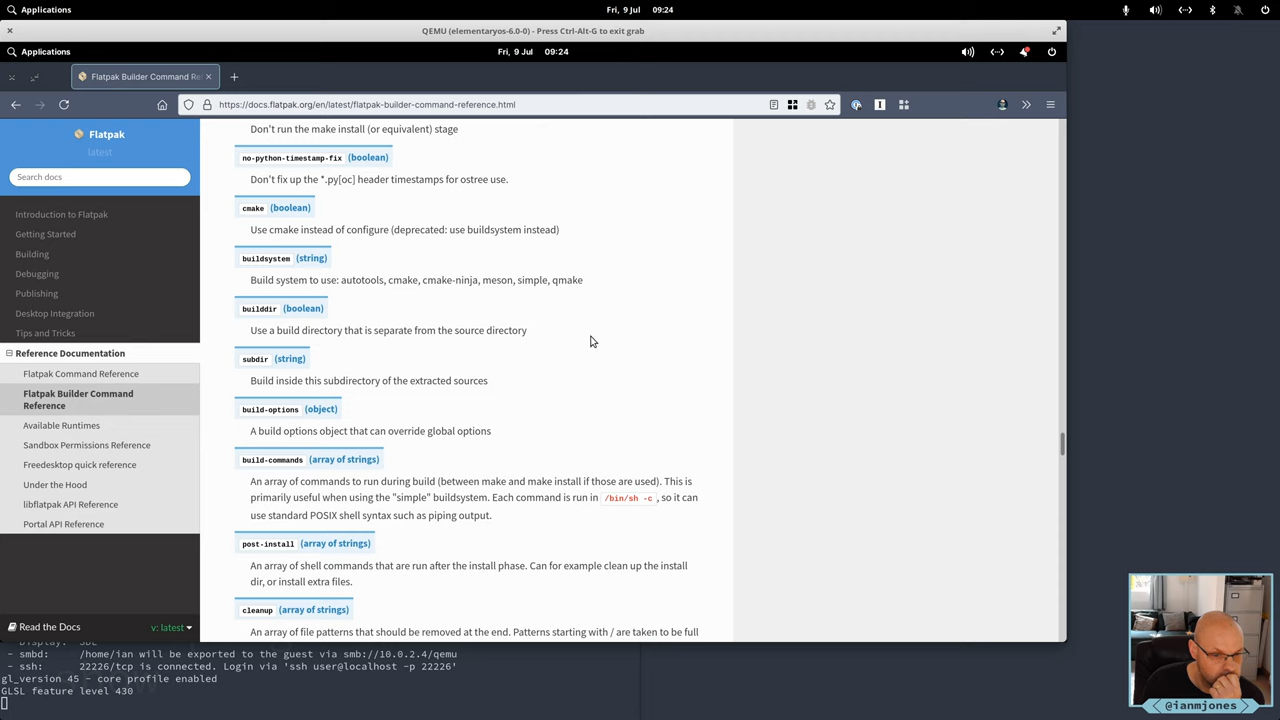 Applications
Fri, 9 Jul 09:24
QEMU (elementaryos-6.0-0) - Press Ctrl-Alt-G to exit grab
Applications
Fri, 9 Jul 09:24
Flatpak Builder Command Re
https://docs.flatpak.org/en/latest/flatpak-builder-command-reference.html
Flatpak
latest
Search docs
Introduction to Flatpak
Getting Started
Building
Debugging
Publishing
Desktop Integration
Tips and Tricks
Reference Documentation
Flatpak Command Reference
Flatpak Builder Command
Reference
Available Runtimes
Sandbox Permissions Reference
Freedesktop quick reference
Under the Hood
libflatpak API Reference
Portal API Reference
Read the Docs
v: latest
Don't run the make install (or equivalent) stage
no-python-timestamp-fix (boolean)
Don't fix up the *.py[oc] header timestamps for ostree use.
cmake (boolean)
Use cmake instead of configure (deprecated: use buildsystem instead)
buildsystem (string)
Build system to use: autotools, cmake, cmake-ninja, meson, simple, qmake
builddir (boolean)
Use a build directory that is separate from the source directory
subdir (string)
Build inside this subdirectory of the extracted sources
build-options (object)
A build options object that can override global options
build-commands (array of strings)
An array of commands to run during build (between make and make install if those are used). This is
primarily useful when using the "simple" buildsystem. Each command is run in /bin/sh -c, so it can
use standard POSIX shell syntax such as piping output.
post-install (array of strings)
An array of shell commands that are run after the install phase. Can for example clean up the install
dir, or install extra files.
cleanup (array of strings)
An array of file patterns that should be removed at the end. Patterns starting with / are taken to be full
- Display: SDL
- smbd: /home/ian will be exported to the guest via smb://10.0.2.4/qemu
- ssh: 22226/tcp is connected. Login via 'ssh user@localhost -p 22226'
gl_version 45 - core profile enabled
GLSL feature level 430
@ianmjones